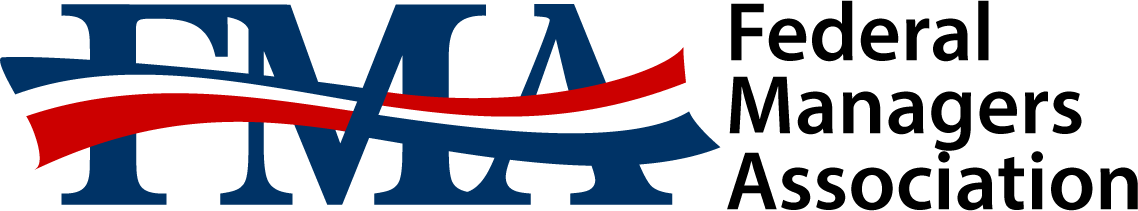 FMA
Federal
Managers
Association